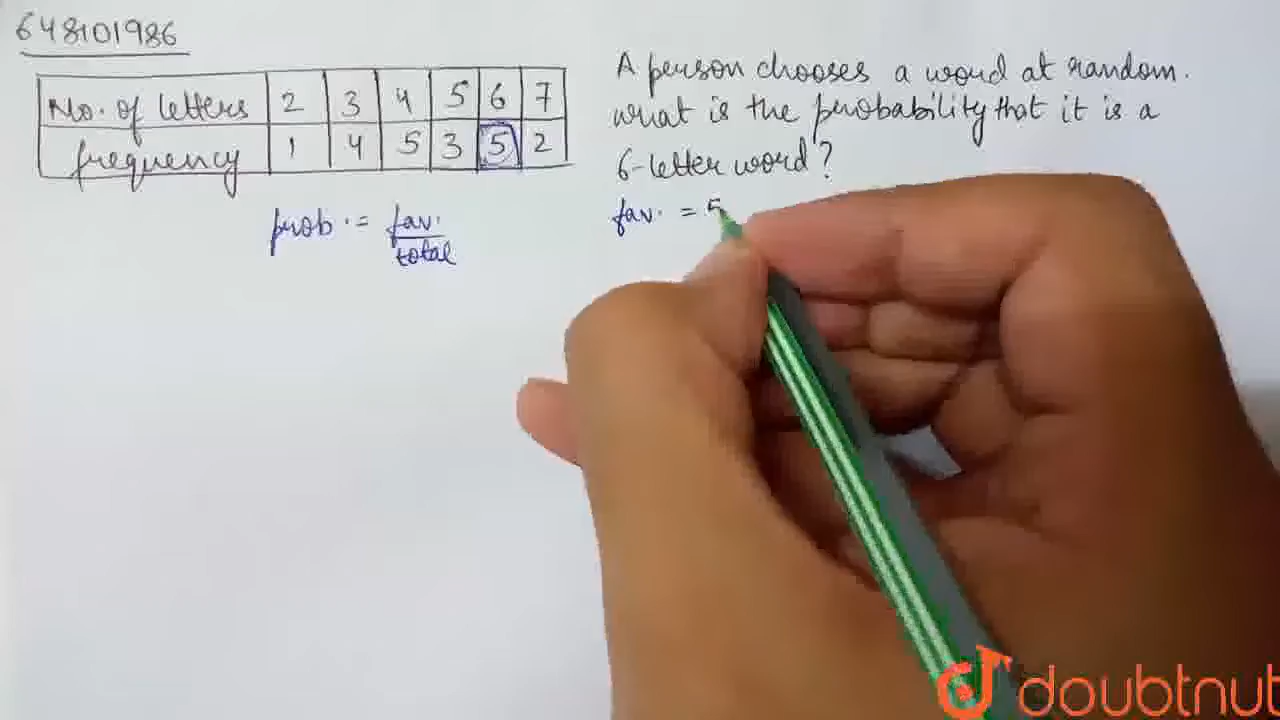 648101986
No. of letters 2 3 4 5 6 7
frequency 1 4 5 3 5 2
prob. = fav. / total
A person chooses a word at random.
what is the probability that it is a
6-letter word?
fav. = 5
doubtnut